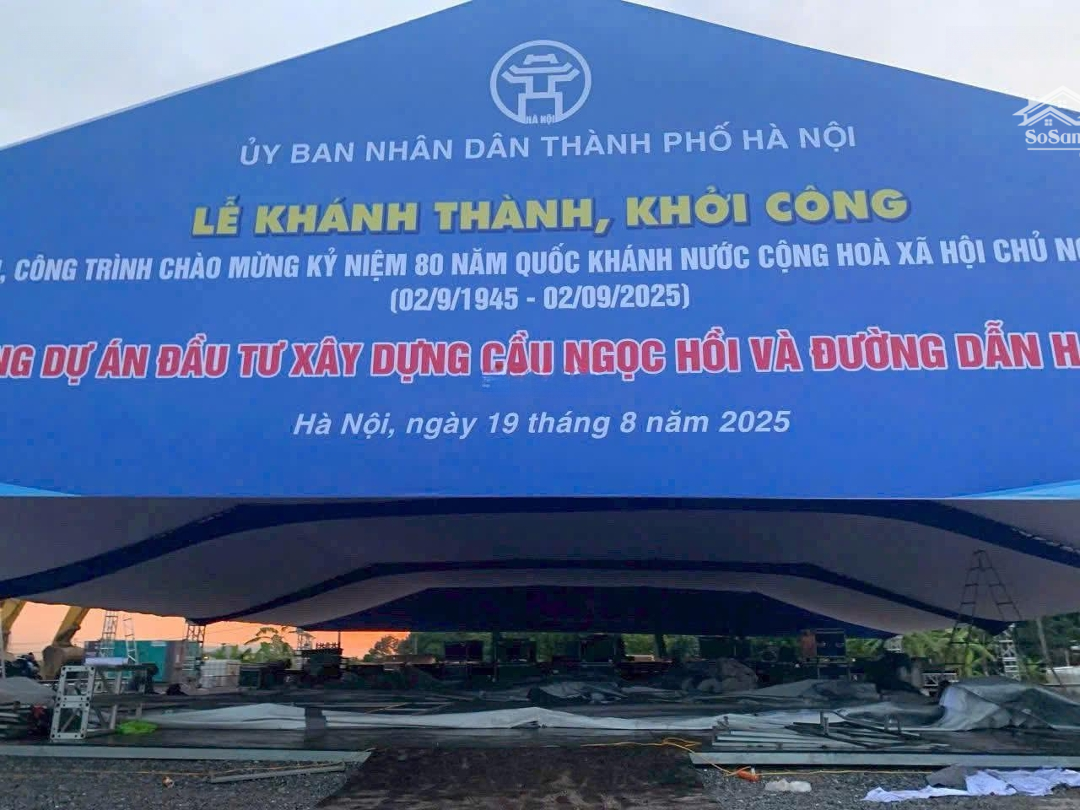 HÀ NỘI
ỦY BAN NHÂN DÂN THÀNH PHỐ HÀ NỘI
LỄ KHÁNH THÀNH, KHỞI CÔNG
, CÔNG TRÌNH CHÀO MỪNG KỶ NIỆM 80 NĂM QUỐC KHÁNH NƯỚC CỘNG HOÀ XÃ HỘI CHỦ
(02/9/1945 - 02/09/2025)
DỰ ÁN ĐẦU TƯ XÂY DỰNG CẦU NGỌC HỒI VÀ ĐƯỜNG DẪN
Hà Nội, ngày 19 tháng 8 năm 2025
SoSan